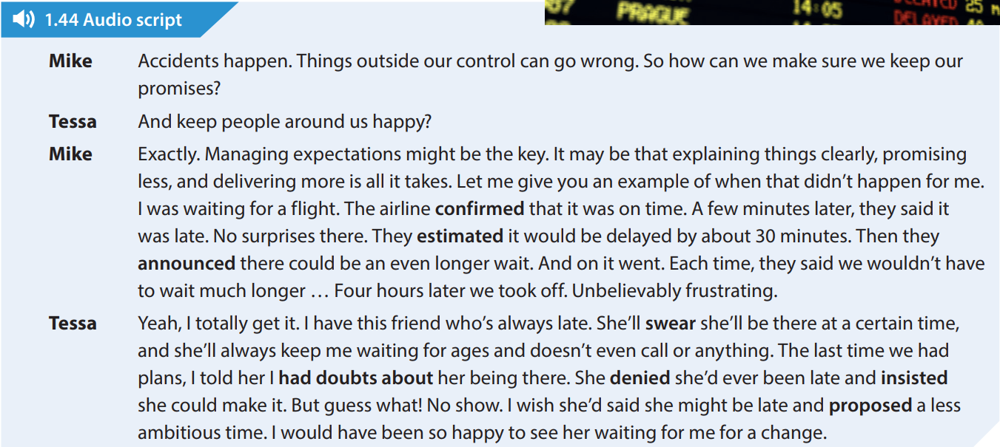 1.44 Audio script
PRAGUE 14:05 DELAYED
Mike Accidents happen. Things outside our control can go wrong. So how can we make sure we keep our
promises?
Tessa And keep people around us happy?
Mike Exactly. Managing expectations might be the key. It may be that explaining things clearly, promising
less, and delivering more is all it takes. Let me give you an example of when that didn’t happen for me.
I was waiting for a flight. The airline confirmed that it was on time. A few minutes later, they said it
was late. No surprises there. They estimated it would be delayed by about 30 minutes. Then they
announced there could be an even longer wait. And on it went. Each time, they said we wouldn’t have
to wait much longer … Four hours later we took off. Unbelievably frustrating.
Tessa Yeah, I totally get it. I have this friend who’s always late. She’ll swear she’ll be there at a certain time,
and she’ll always keep me waiting for ages and doesn’t even call or anything. The last time we had
plans, I told her I had doubts about her being there. She denied she’d ever been late and insisted
she could make it. But guess what! No show. I wish she’d said she might be late and proposed a less
ambitious time. I would have been so happy to see her waiting for me for a change.